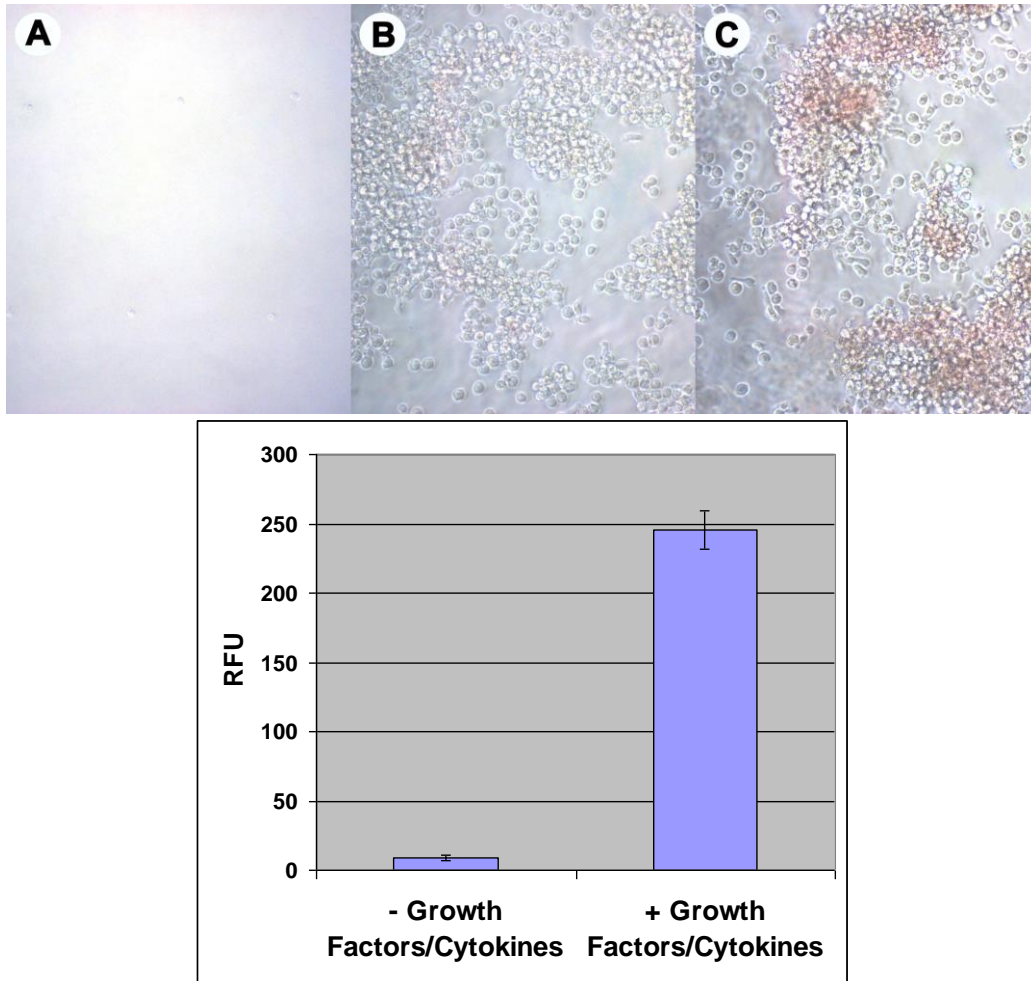 A
B
C
300
250
200
150
100
50
0
RFU
- Growth
Factors/Cytokines
+ Growth
Factors/Cytokines